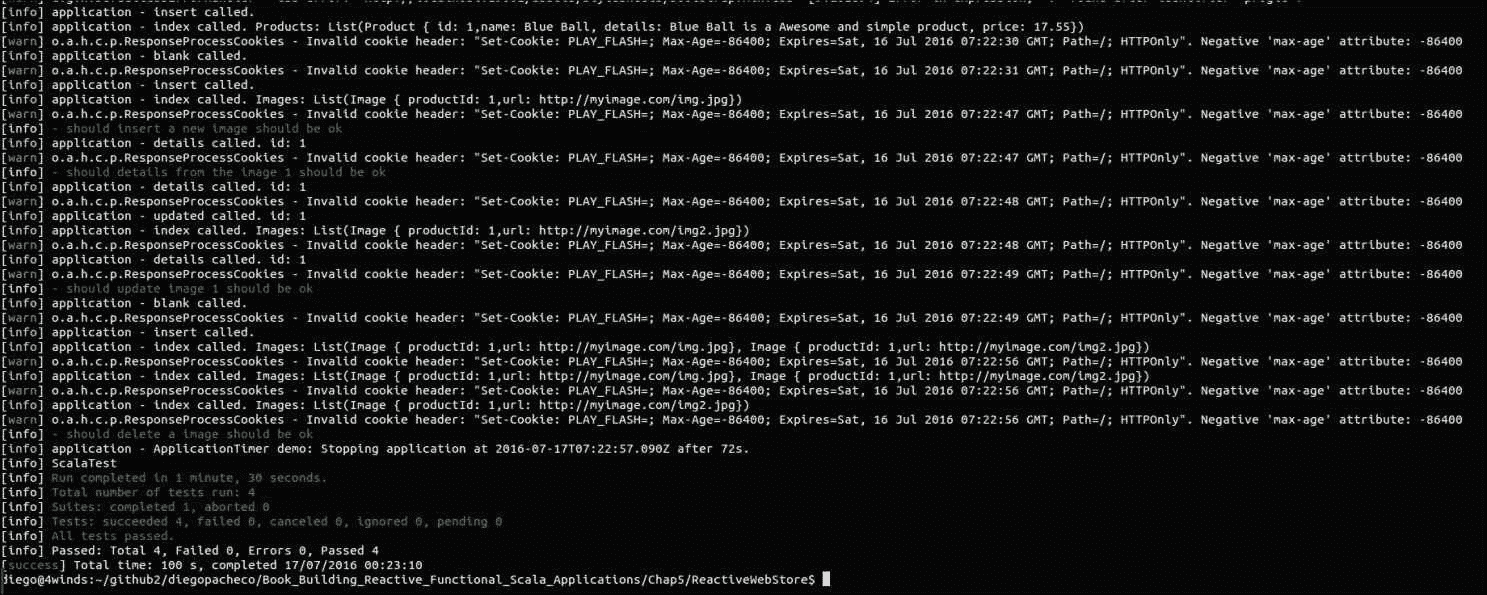 [info] application - insert called.
[info] application - index called. Products: List(Product { id: 1,name: Blue Ball, details: Blue Ball is a Awesome and simple product, price: 17.55})
[warn] o.a.h.c.p.ResponseProcessCookies - Invalid cookie header: "Set-Cookie: PLAY_FLASH=; Max-Age=-86400; Expires=Sat, 16 Jul 2016 07:22:30 GMT; Path=/; HTTPOnly". Negative 'max-age' attribute: -86400
[info] application - blank called.
[warn] o.a.h.c.p.ResponseProcessCookies - Invalid cookie header: "Set-Cookie: PLAY_FLASH=; Max-Age=-86400; Expires=Sat, 16 Jul 2016 07:22:31 GMT; Path=/; HTTPOnly". Negative 'max-age' attribute: -86400
[info] application - insert called.
[info] application - index called. Images: List(Image { productId: 1,url: http://myimage.com/img.jpg})
[warn] o.a.h.c.p.ResponseProcessCookies - Invalid cookie header: "Set-Cookie: PLAY_FLASH=; Max-Age=-86400; Expires=Sat, 16 Jul 2016 07:22:47 GMT; Path=/; HTTPOnly". Negative 'max-age' attribute: -86400
[info] - should insert a new image should be ok
[info] application - details called. id: 1
[warn] o.a.h.c.p.ResponseProcessCookies - Invalid cookie header: "Set-Cookie: PLAY_FLASH=; Max-Age=-86400; Expires=Sat, 16 Jul 2016 07:22:47 GMT; Path=/; HTTPOnly". Negative 'max-age' attribute: -86400
[info] - should details from the image 1 should be ok
[info] application - details called. id: 1
[warn] o.a.h.c.p.ResponseProcessCookies - Invalid cookie header: "Set-Cookie: PLAY_FLASH=; Max-Age=-86400; Expires=Sat, 16 Jul 2016 07:22:48 GMT; Path=/; HTTPOnly". Negative 'max-age' attribute: -86400
[info] application - updated called. id: 1
[info] application - index called. Images: List(Image { productId: 1,url: http://myimage.com/img2.jpg})
[warn] o.a.h.c.p.ResponseProcessCookies - Invalid cookie header: "Set-Cookie: PLAY_FLASH=; Max-Age=-86400; Expires=Sat, 16 Jul 2016 07:22:48 GMT; Path=/; HTTPOnly". Negative 'max-age' attribute: -86400
[info] application - details called. id: 1
[warn] o.a.h.c.p.ResponseProcessCookies - Invalid cookie header: "Set-Cookie: PLAY_FLASH=; Max-Age=-86400; Expires=Sat, 16 Jul 2016 07:22:49 GMT; Path=/; HTTPOnly". Negative 'max-age' attribute: -86400
[info] - should update image 1 should be ok
[info] application - blank called.
[warn] o.a.h.c.p.ResponseProcessCookies - Invalid cookie header: "Set-Cookie: PLAY_FLASH=; Max-Age=-86400; Expires=Sat, 16 Jul 2016 07:22:49 GMT; Path=/; HTTPOnly". Negative 'max-age' attribute: -86400
[info] application - insert called.
[info] application - index called. Images: List(Image { productId: 1,url: http://myimage.com/img.jpg}, Image { productId: 1,url: http://myimage.com/img2.jpg})
[warn] o.a.h.c.p.ResponseProcessCookies - Invalid cookie header: "Set-Cookie: PLAY_FLASH=; Max-Age=-86400; Expires=Sat, 16 Jul 2016 07:22:56 GMT; Path=/; HTTPOnly". Negative 'max-age' attribute: -86400
[info] application - index called. Images: List(Image { productId: 1,url: http://myimage.com/img.jpg}, Image { productId: 1,url: http://myimage.com/img2.jpg})
[warn] o.a.h.c.p.ResponseProcessCookies - Invalid cookie header: "Set-Cookie: PLAY_FLASH=; Max-Age=-86400; Expires=Sat, 16 Jul 2016 07:22:56 GMT; Path=/; HTTPOnly". Negative 'max-age' attribute: -86400
[info] application - index called. Images: List(Image { productId: 1,url: http://myimage.com/img2.jpg})
[warn] o.a.h.c.p.ResponseProcessCookies - Invalid cookie header: "Set-Cookie: PLAY_FLASH=; Max-Age=-86400; Expires=Sat, 16 Jul 2016 07:22:56 GMT; Path=/; HTTPOnly". Negative 'max-age' attribute: -86400
[info] - should delete a image should be ok
[info] application - ApplicationTimer demo: Stopping application at 2016-07-17T07:22:57.090Z after 72s.
[info] ScalaTest
[info] Run completed in 1 minute, 30 seconds.
[info] Total number of tests run: 4
[info] Suites: completed 1, aborted 0
[info] Tests: succeeded 4, failed 0, canceled 0, ignored 0, pending 0
[info] All tests passed.
[info] Passed: Total 4, Failed 0, Errors 0, Passed 4
[success] Total time: 100 s, completed 17/07/2016 00:23:10
diego@4winds:~/github2/diegopacheco/Book_Building_Reactive_Functional_Scala_Applications/Chap5/ReactiveWebStore$